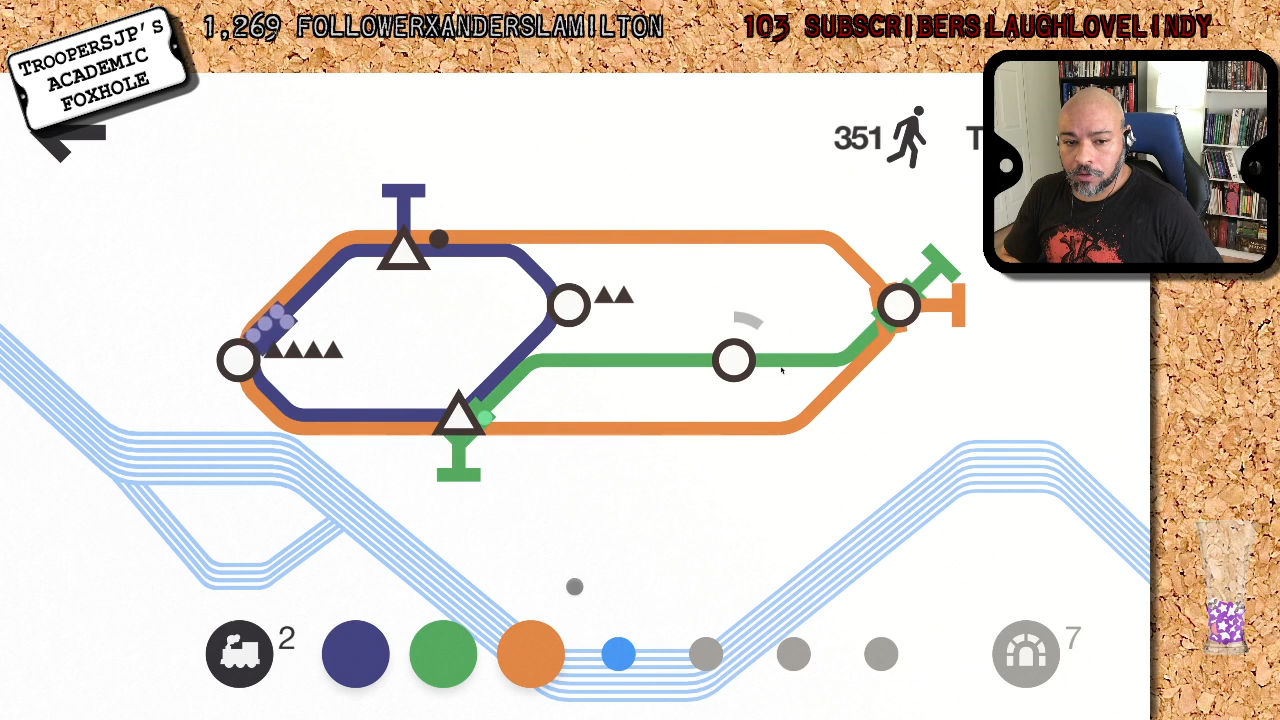 1,269 FOLLOWERXANDERSLAMILTON
103 SUBSCRIBERS:LAUGHLOVELINDY
TROOPERSJP'S
ACADEMIC
FOXHOLE
351
T
2
7